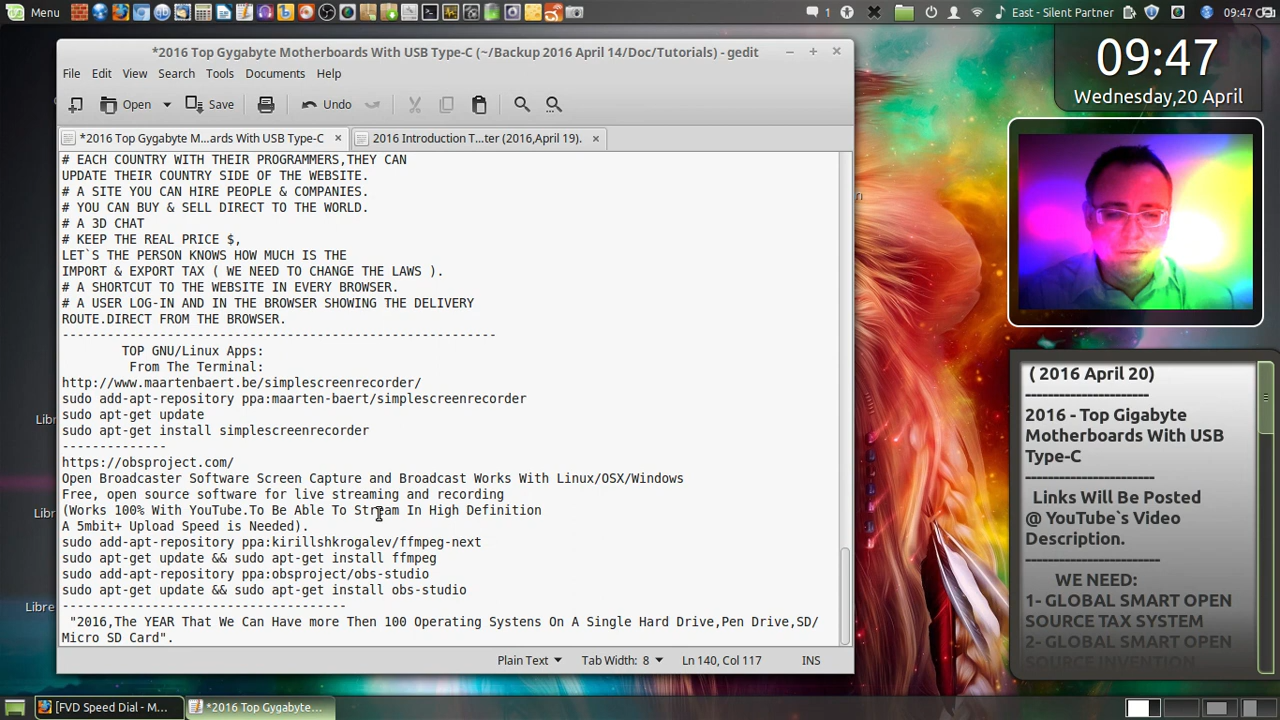 Menu
1
East - Silent Partner
09:47
*2016 Top Gygabyte Motherboards With USB Type-C (~/Backup 2016 April 14/Doc/Tutorials) - gedit
File Edit View Search Tools Documents Help
Open Save Undo
*2016 Top Gygabyte M...ards With USB Type-C × 2016 Introduction T...ter (2016,April 19). ×
# EACH COUNTRY WITH THEIR PROGRAMMERS,THEY CAN
UPDATE THEIR COUNTRY SIDE OF THE WEBSITE.
# A SITE YOU CAN HIRE PEOPLE & COMPANIES.
# YOU CAN BUY & SELL DIRECT TO THE WORLD.
# A 3D CHAT
# KEEP THE REAL PRICE $,
LET`S THE PERSON KNOWS HOW MUCH IS THE
IMPORT & EXPORT TAX ( WE NEED TO CHANGE THE LAWS ).
# A SHORTCUT TO THE WEBSITE IN EVERY BROWSER.
# A USER LOG-IN AND IN THE BROWSER SHOWING THE DELIVERY
ROUTE.DIRECT FROM THE BROWSER.
----------------------------------------------------------
TOP GNU/Linux Apps:
From The Terminal:
http://www.maartenbaert.be/simplescreenrecorder/
sudo add-apt-repository ppa:maarten-baert/simplescreenrecorder
sudo apt-get update
sudo apt-get install simplescreenrecorder
--------------
https://obsproject.com/
Open Broadcaster Software Screen Capture and Broadcast Works With Linux/OSX/Windows
Free, open source software for live streaming and recording
(Works 100% With YouTube.To Be Able To Stream In High Definition
A 5mbit+ Upload Speed is Needed).
sudo add-apt-repository ppa:kirillshkrogalev/ffmpeg-next
sudo apt-get update && sudo apt-get install ffmpeg
sudo add-apt-repository ppa:obsproject/obs-studio
sudo apt-get update && sudo apt-get install obs-studio
--------------------------------------
"2016,The YEAR That We Can Have more Then 100 Operating Systens On A Single Hard Drive,Pen Drive,SD/
Micro SD Card".
Plain Text Tab Width: 8 Ln 140, Col 117 INS
Libr
Libr
Libre
09:47
Wednesday,20 April
( 2016 April 20)
----------------------
2016 - Top Gigabyte
Motherboards With USB
Type-C
-----------------------
Links Will Be Posted
@ YouTube`s Video
Description.
------------------------
WE NEED:
1- GLOBAL SMART OPEN
SOURCE TAX SYSTEM
2- GLOBAL SMART OPEN
SOURCE INVENTION
[FVD Speed Dial - M...
*2016 Top Gygabyte...